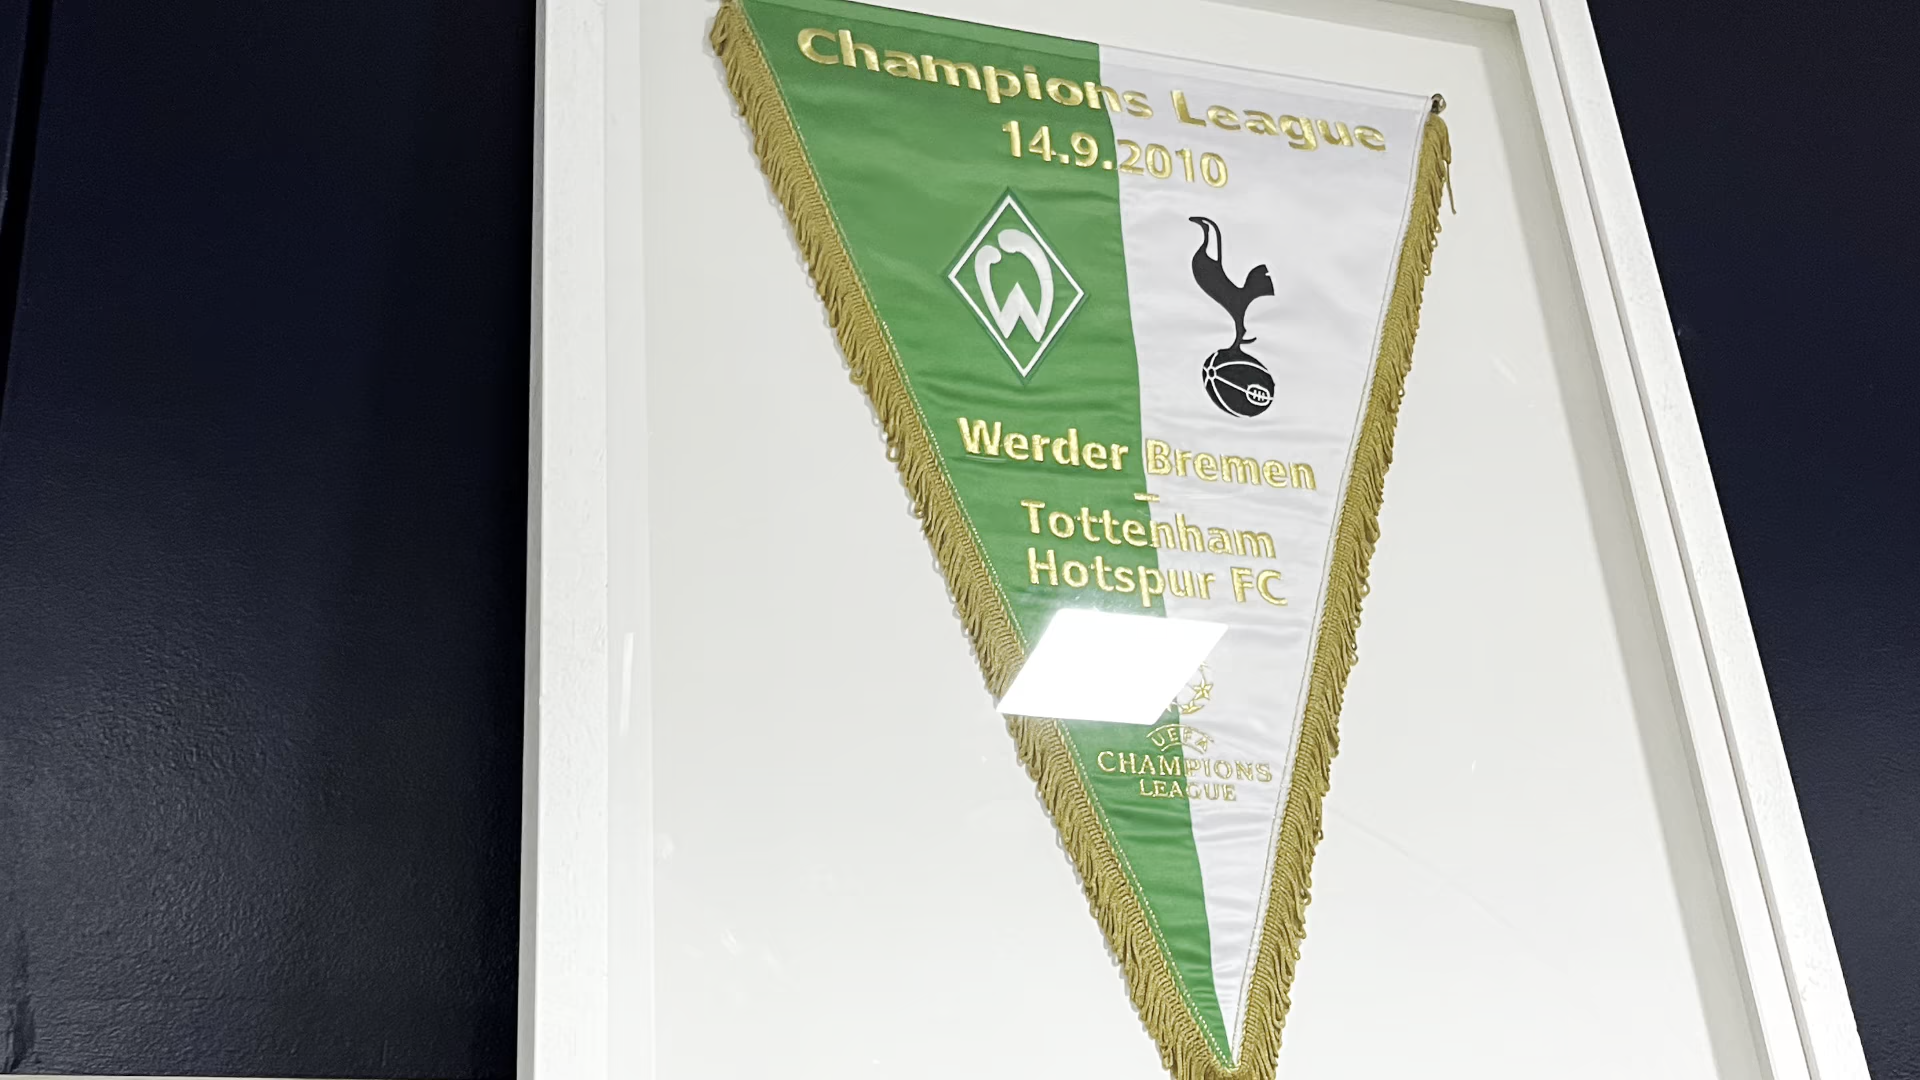 Champions League
14.9.2010
Werder Bremen
–
Tottenham
Hotspur FC
UEFA
CHAMPIONS
LEAGUE